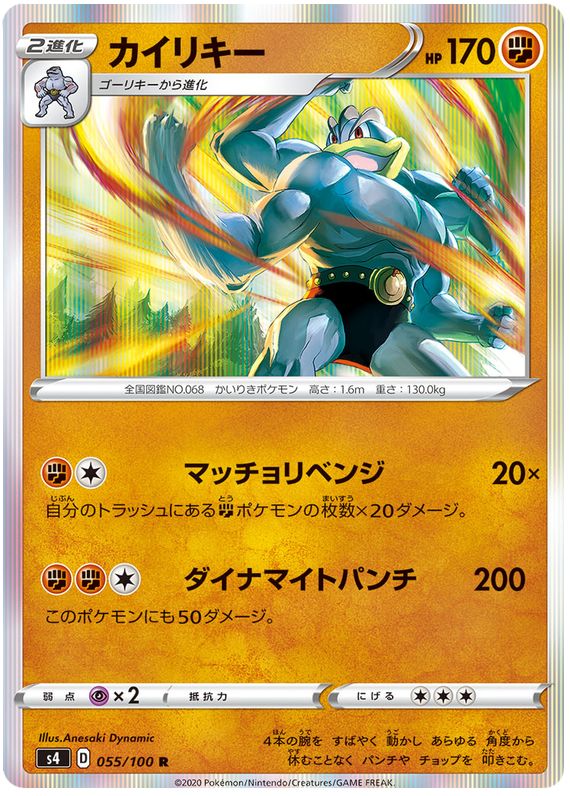 2進化
カイリキー
HP 170
ゴーリキーから進化
全国図鑑NO.068 かいりきポケモン 高さ:1.6m 重さ:130.0kg
マッチョリベンジ 20×
自分のトラッシュにあるポケモンの枚数×20ダメージ。
ダイナマイトパンチ 200
このポケモンにも50ダメージ。
弱点 ×2 抵抗力 にげる
Illus.Anesaki Dynamic
s4 D 055/100 R
4本の腕を すばやく 動かし あらゆる 角度から
休むことなく パンチや チョップを 叩きこむ。
©2020 Pokémon/Nintendo/Creatures/GAME FREAK.